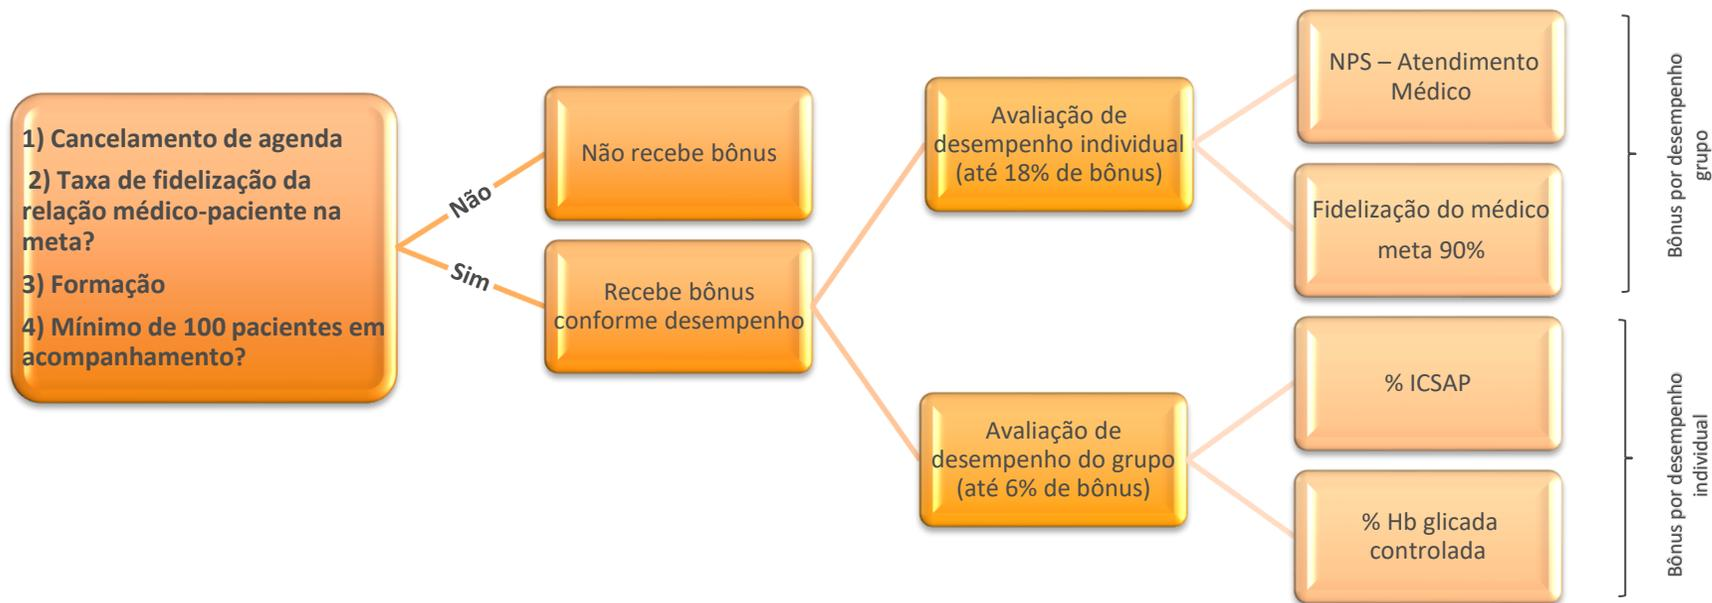 1) Cancelamento de agenda
2) Taxa de fidelização da
relação médico-paciente na
meta?
3) Formação
4) Mínimo de 100 pacientes em
acompanhamento?
Não
Sim
Não recebe bônus
Recebe bônus
conforme desempenho
Avaliação de
desempenho individual
(até 18% de bônus)
Avaliação de
desempenho do grupo
(até 6% de bônus)
NPS – Atendimento
Médico
Fidelização do médico
meta 90%
% ICSAP
% Hb glicada
controlada
Bônus por desempenho
grupo
Bônus por desempenho
individual